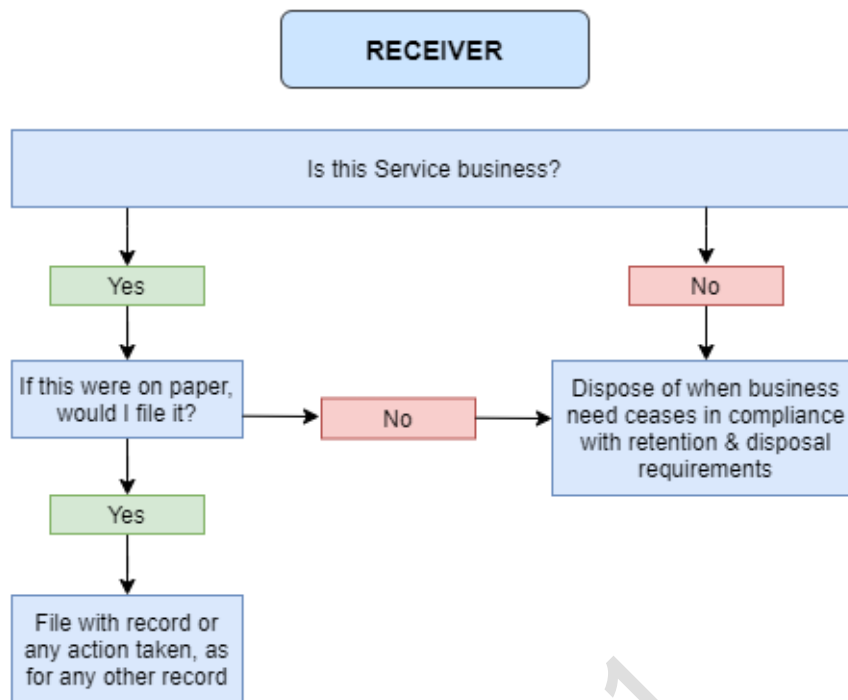 RECEIVER
Is this Service business?
Yes
No
If this were on paper,
would I file it?
No
Dispose of when business
need ceases in compliance
with retention & disposal
requirements
Yes
File with record or
any action taken, as
for any other record